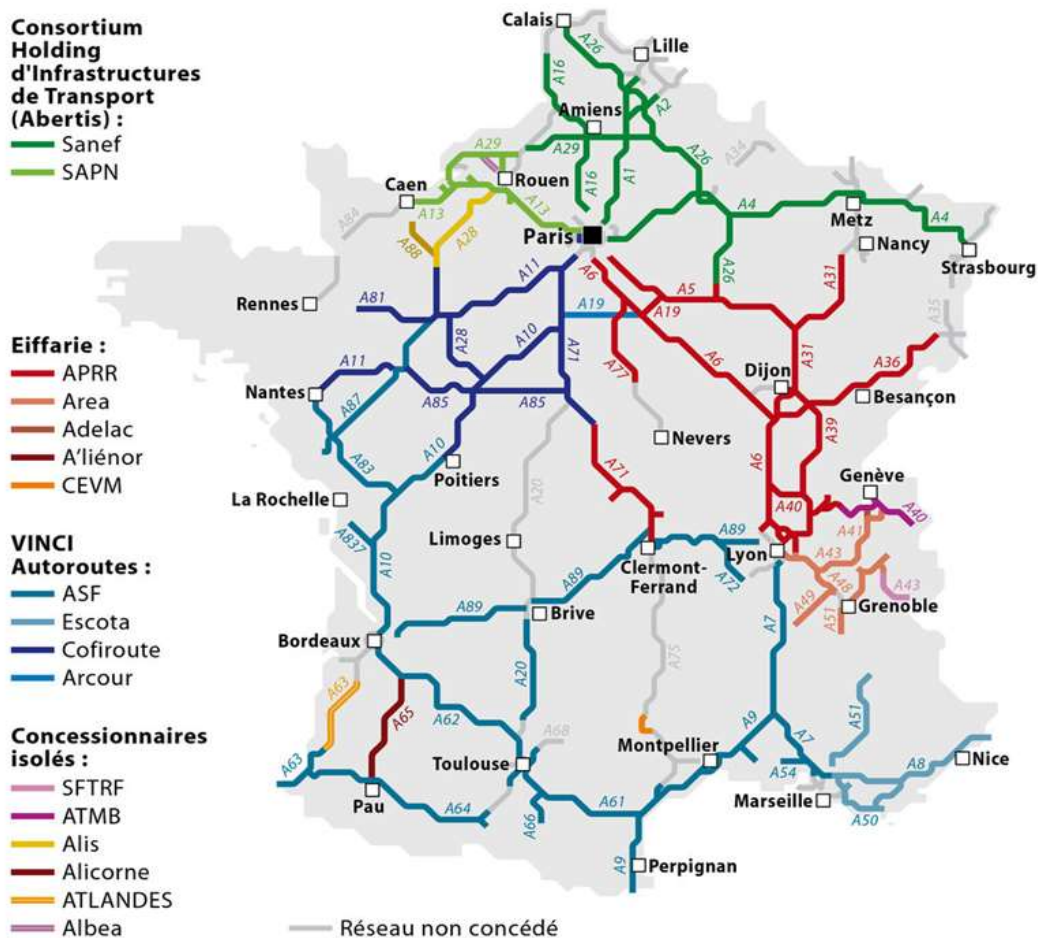 Consortium
Holding
d'Infrastructures
de Transport
(Abertis) :
Sanef
SAPN
Eiffarie :
APRR
Area
Adelac
A'liénor
CEVM
VINCI
Autoroutes :
ASF
Escota
Cofiroute
Arcour
Concessionnaires
isolés :
SFTRF
ATMB
Alis
Alicorne
ATLANDES
Albea
Réseau non concédé
Calais
A26
Lille
A16
A2
Amiens
A29
A29
A26
A34
Rouen
A16
A1
Caen
A13
A13
A4
Metz
A4
A84
A88
A28
Paris
Nancy
Strasbourg
A6
A11
A26
A31
Rennes
A81
A5
A35
A19
A19
A28
A10
A71
A6
A31
A36
A11
A77
Dijon
Nantes
A85
A85
Besançon
A87
A39
Nevers
A10
A6
A83
Poitiers
A71
Genève
La Rochelle
A20
A40
A40
A41
A837
Limoges
A89
Lyon
A43
A10
Clermont-
Ferrand
A72
A48
A43
A89
A89
A49
Grenoble
Brive
A51
A7
Bordeaux
A20
A75
A63
A65
A62
A51
A68
A9
Montpellier
A7
A63
Toulouse
A54
A8
Nice
Pau
Marseille
A64
A61
A50
A66
A9
Perpignan